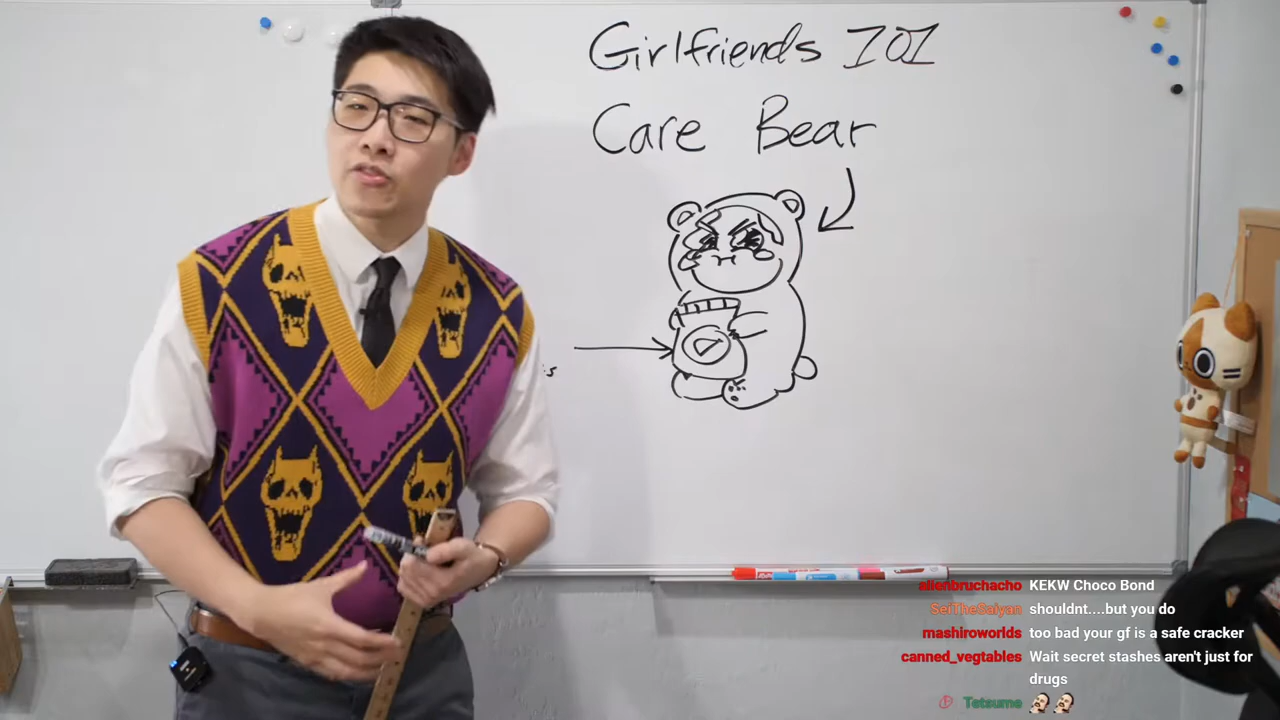 Girlfriends 101
Care Bear
is
alienbruchacho KEKW Choco Bond
SeiTheSaiyan shouldnt....but you do
mashiroworlds too bad your gf is a safe cracker
canned_vegtables Wait secret stashes aren't just for
drugs
Tetsume